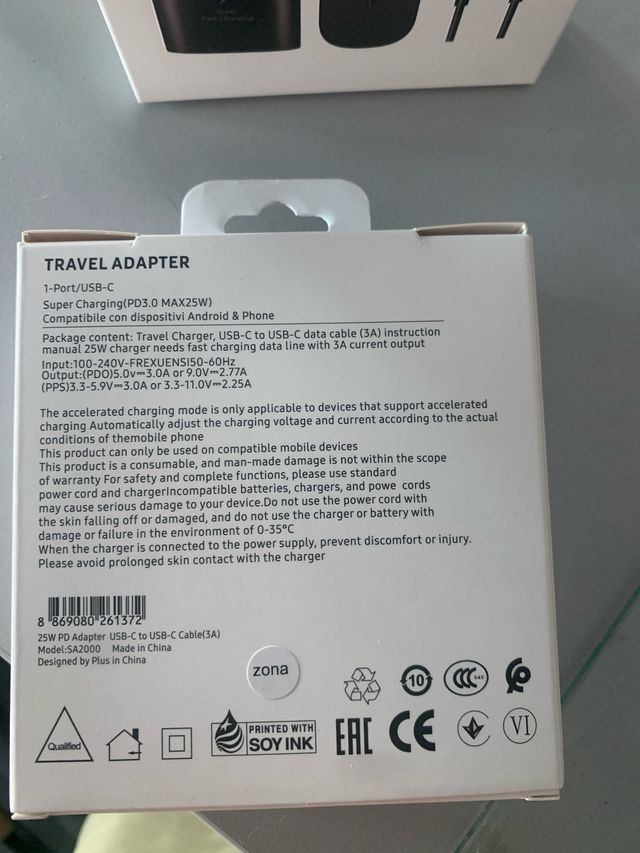 Fast Charging
TRAVEL ADAPTER
1-Port/USB-C
Super Charging(PD3.0 MAX25W)
Compatibile con dispositivi Android & Phone
Package content: Travel Charger, USB-C to USB-C data cable (3A) instruction
manual 25W charger needs fast charging data line with 3A current output
Input:100-240V-FREXUENSI50-60Hz
Output:(PDO)5.0v⎓3.0A or 9.0V⎓2.77A
(PPS)3.3-5.9V⎓3.0A or 3.3-11.0V⎓2.25A
The accelerated charging mode is only applicable to devices that support accelerated
charging Automatically adjust the charging voltage and current according to the actual
conditions of themobile phone
This product can only be used on compatible mobile devices
This product is a consumable, and man-made damage is not within the scope
of warranty For safety and complete functions, please use standard
power cord and chargerIncompatible batteries, chargers, and powe cords
may cause serious damage to your device.Do not use the power cord with
the skin falling off or damaged, and do not use the charger or battery with
damage or failure in the environment of 0-35°C
When the charger is connected to the power supply, prevent discomfort or injury.
Please avoid prolonged skin contact with the charger
8 869080 261372
25W PD Adapter USB-C to USB-C Cable(3A)
Model:SA2000 Made in China
Designed by Plus in China
zona
10
CCC
Qualified
PRINTED WITH
SOY INK
EAC
CE
VI